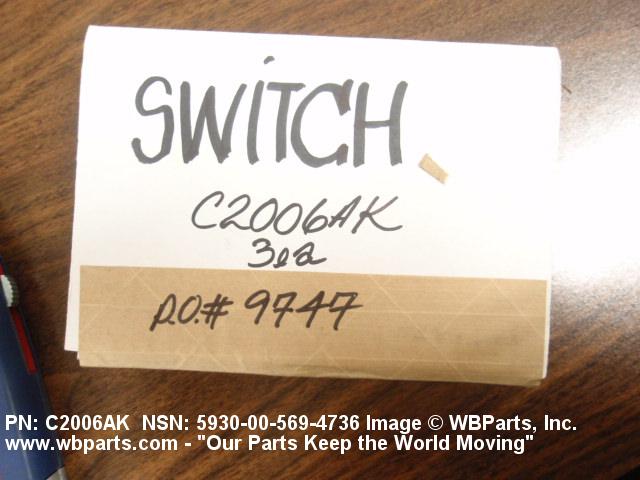 SWiTCH
C2006AK
3ea
P.O.# 9747
PN: C2006AK NSN: 5930-00-569-4736 Image © WBParts, Inc.
www.wbparts.com - "Our Parts Keep the World Moving"